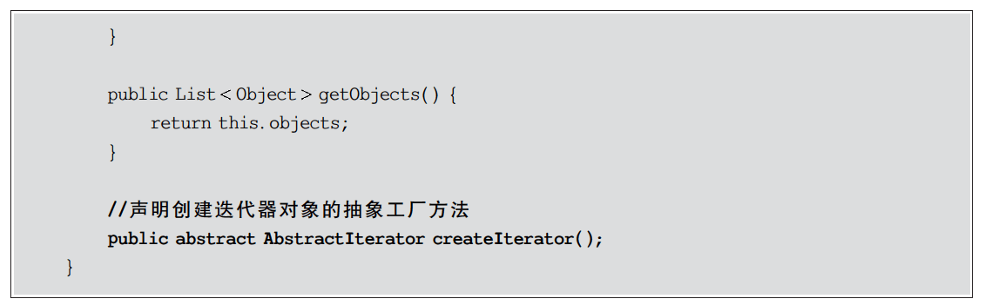 }
public List<Object> getObjects() {
return this.objects;
}
//声明创建迭代器对象的抽象工厂方法
public abstract AbstractIterator createIterator();
}